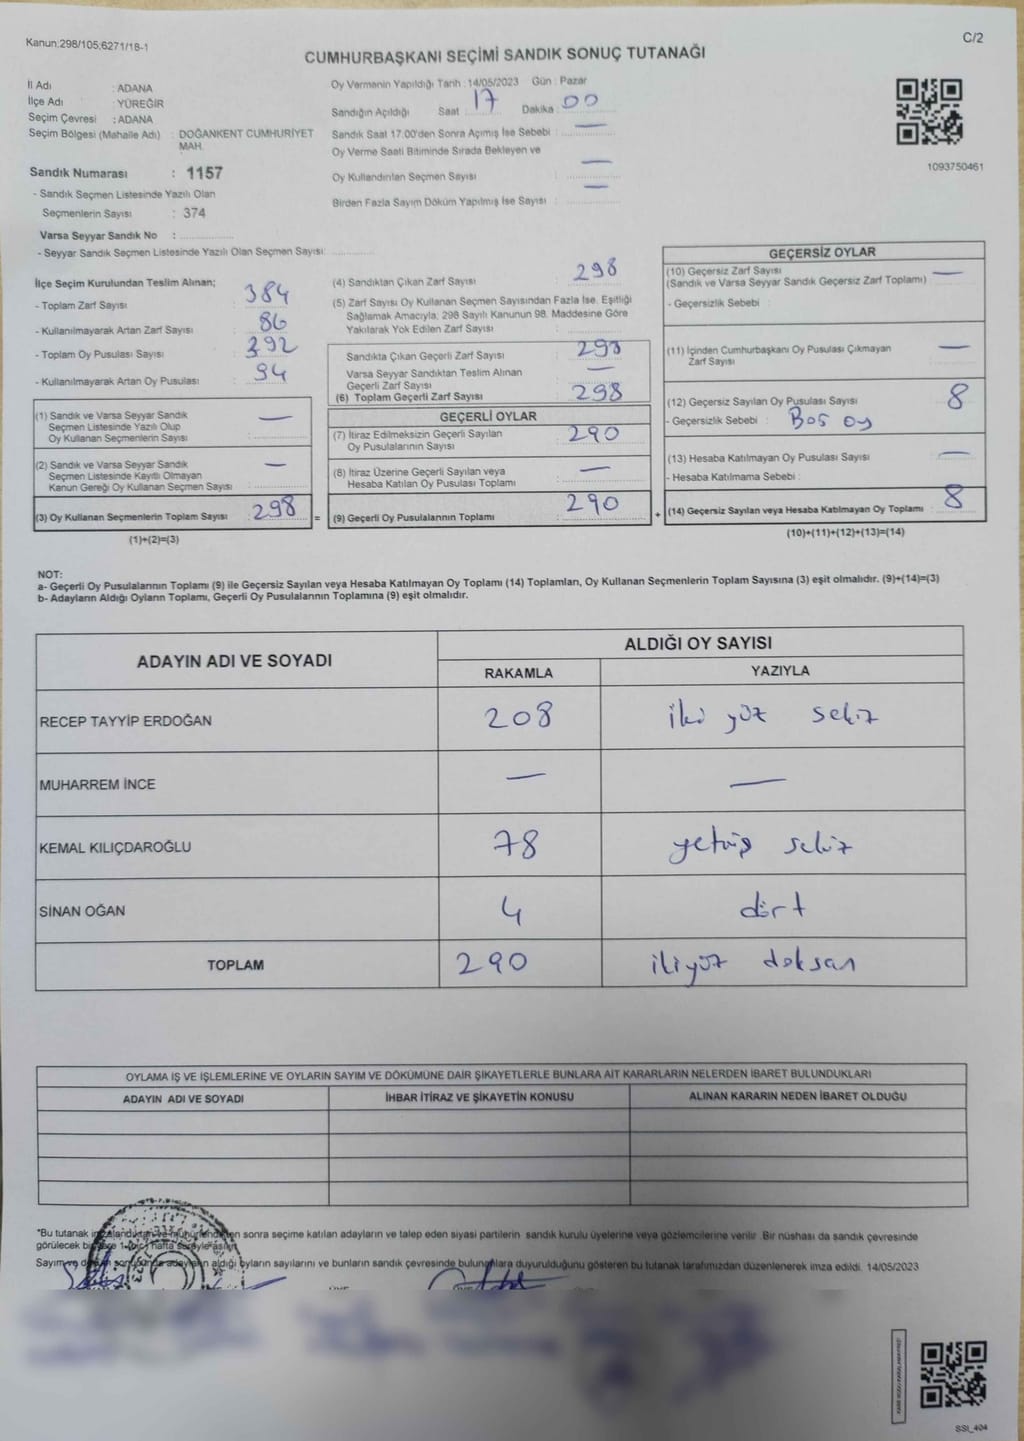 Kanun:298/105;6271/18-1
C/2
CUMHURBAŞKANI SEÇİMİ SANDIK SONUÇ TUTANAĞI
İl Adı : ADANA
İlçe Adı : YÜREĞİR
Seçim Çevresi : ADANA
Seçim Bölgesi (Mahalle Adı) : DOĞANKENT CUMHURİYET MAH.
Sandık Numarası : 1157
- Sandık Seçmen Listesinde Yazılı Olan
Seçmenlerin Sayısı : 374
Varsa Seyyar Sandık No :
- Seyyar Sandık Seçmen Listesinde Yazılı Olan Seçmen Sayısı:
Oy Vermenin Yapıldığı Tarih : 14/05/2023 Gün : Pazar
Sandığın Açıldığı Saat : 17 Dakika : 00
Sandık Saat 17.00'den Sonra Açılmış İse Sebebi : —
Oy Verme Saati Bitiminde Sırada Bekleyen ve
Oy Kullandırılan Seçmen Sayısı : —
Birden Fazla Sayım Döküm Yapılmış İse Sayısı : —
1093750461
İlçe Seçim Kurulundan Teslim Alınan;
- Toplam Zarf Sayısı : 384
- Kullanılmayarak Artan Zarf Sayısı : 86
- Toplam Oy Pusulası Sayısı : 392
- Kullanılmayarak Artan Oy Pusulası : 94
(1) Sandık ve Varsa Seyyar Sandık
Seçmen Listesinde Yazılı Olup
Oy Kullanan Seçmenlerin Sayısı : —
(2) Sandık ve Varsa Seyyar Sandık
Seçmen Listesinde Kayıtlı Olmayan
Kanun Gereği Oy Kullanan Seçmen Sayısı : —
(3) Oy Kullanan Seçmenlerin Toplam Sayısı : 298 =
(1)+(2)=(3)
(4) Sandıktan Çıkan Zarf Sayısı : 298
(5) Zarf Sayısı Oy Kullanan Seçmen Sayısından Fazla İse, Eşitliği
Sağlamak Amacıyla; 298 Sayılı Kanunun 98. Maddesine Göre
Yakılarak Yok Edilen Zarf Sayısı :
Sandıkta Çıkan Geçerli Zarf Sayısı : 298
Varsa Seyyar Sandıktan Teslim Alınan
Geçerli Zarf Sayısı : —
(6) Toplam Geçerli Zarf Sayısı : 298
GEÇERLİ OYLAR
(7) İtiraz Edilmeksizin Geçerli Sayılan
Oy Pusulalarının Sayısı : 290
(8) İtiraz Üzerine Geçerli Sayılan veya
Hesaba Katılan Oy Pusulası Toplamı : —
(9) Geçerli Oy Pusulalarının Toplamı : 290 +
GEÇERSİZ OYLAR
(10) Geçersiz Zarf Sayısı
(Sandık ve Varsa Seyyar Sandık Geçersiz Zarf Toplamı) : —
- Geçersizlik Sebebi :
(11) İçinden Cumhurbaşkanı Oy Pusulası Çıkmayan
Zarf Sayısı : —
(12) Geçersiz Sayılan Oy Pusulası Sayısı : 8
- Geçersizlik Sebebi : Boş oy
(13) Hesaba Katılmayan Oy Pusulası Sayısı : —
- Hesaba Katılmama Sebebi :
(14) Geçersiz Sayılan veya Hesaba Katılmayan Oy Toplamı : 8
(10)+(11)+(12)+(13)=(14)
NOT:
a- Geçerli Oy Pusulalarının Toplamı (9) ile Geçersiz Sayılan veya Hesaba Katılmayan Oy Toplamı (14) Toplamları, Oy Kullanan Seçmenlerin Toplam Sayısına (3) eşit olmalıdır. (9)+(14)=(3)
b- Adayların Aldığı Oyların Toplamı, Geçerli Oy Pusulalarının Toplamına (9) eşit olmalıdır.
ADAYIN ADI VE SOYADI ALDIĞI OY SAYISI
RAKAMLA YAZIYLA
RECEP TAYYİP ERDOĞAN 208 iki yüz sekiz
MUHARREM İNCE — —
KEMAL KILIÇDAROĞLU 78 yetmiş sekiz
SİNAN OĞAN 4 dört
TOPLAM 290 ikiyüz doksan
OYLAMA İŞ VE İŞLEMLERİNE VE OYLARIN SAYIM VE DÖKÜMÜNE DAİR ŞİKAYETLERLE BUNLARA AİT KARARLARIN NELERDEN İBARET BULUNDUKLARI
ADAYIN ADI VE SOYADI İHBAR İTİRAZ VE ŞİKAYETİN KONUSU ALINAN KARARIN NEDEN İBARET OLDUĞU
"Bu tutanak imzalandıktan ve mühürlendikten sonra seçime katılan adayların ve talep eden siyasi partilerin sandık kurulu üyelerine veya gözlemcilerine verilir. Bir nüshası da sandık çevresinde
görülecek bir yere 1 (bir) hafta süreyle asılır.
Sayım ve döküm sonucunda adayların aldığı oyların sayılarını ve bunların sandık çevresinde bulunanlara duyurulduğunu gösteren bu tutanak tarafımızdan düzenlenerek imza edildi. 14/05/2023
SSI_404